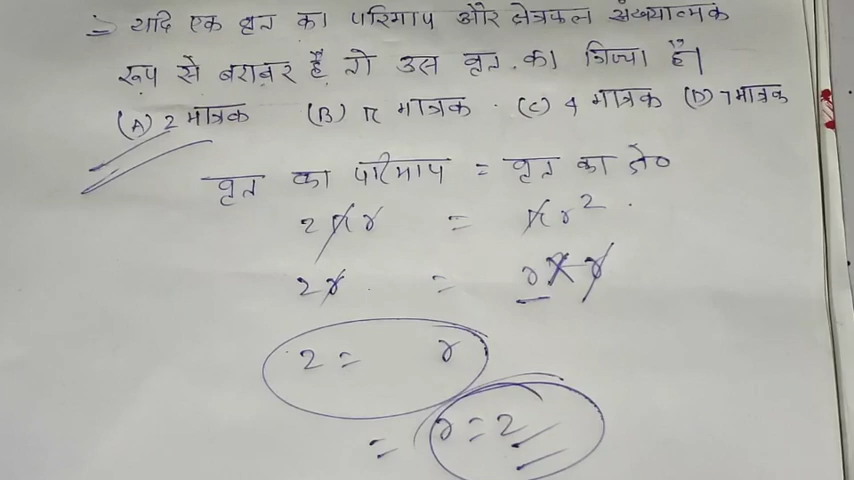 = यदि एक वृत का परिमाप और क्षेत्रफल संख्यात्मक
रूप से बराबर है तो उस वृत का त्रिज्या है।
(A) 2 मात्रक (B) π मात्रक (C) 4 मात्रक (D) 7 मात्रक
वृत का परिमाप = वृत का क्षे०
2πr = πr².
2r = r×r
2 = r
= r=2